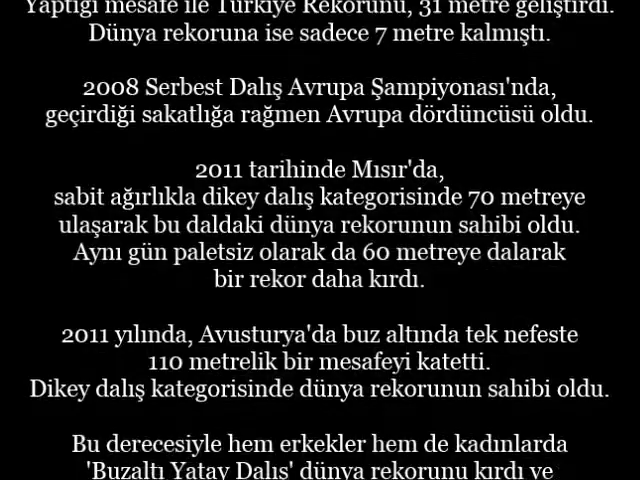 Yaptığı mesafe ile Türkiye Rekorunu, 31 metre geliştirdi.
Dünya rekoruna ise sadece 7 metre kalmıştı.
2008 Serbest Dalış Avrupa Şampiyonası'nda,
geçirdiği sakatlığa rağmen Avrupa dördüncüsü oldu.
2011 tarihinde Mısır'da,
sabit ağırlıkla dikey dalış kategorisinde 70 metreye
ulaşarak bu daldaki dünya rekorunun sahibi oldu.
Aynı gün paletsiz olarak da 60 metreye dalarak
bir rekor daha kırdı.
2011 yılında, Avusturya'da buz altında tek nefeste
110 metrelik bir mesafeyi katetti.
Dikey dalış kategorisinde dünya rekorunun sahibi oldu.
Bu derecesiyle hem erkekler hem de kadınlarda
'Buzaltı Yatay Dalış' dünya rekorunu kırdı ve